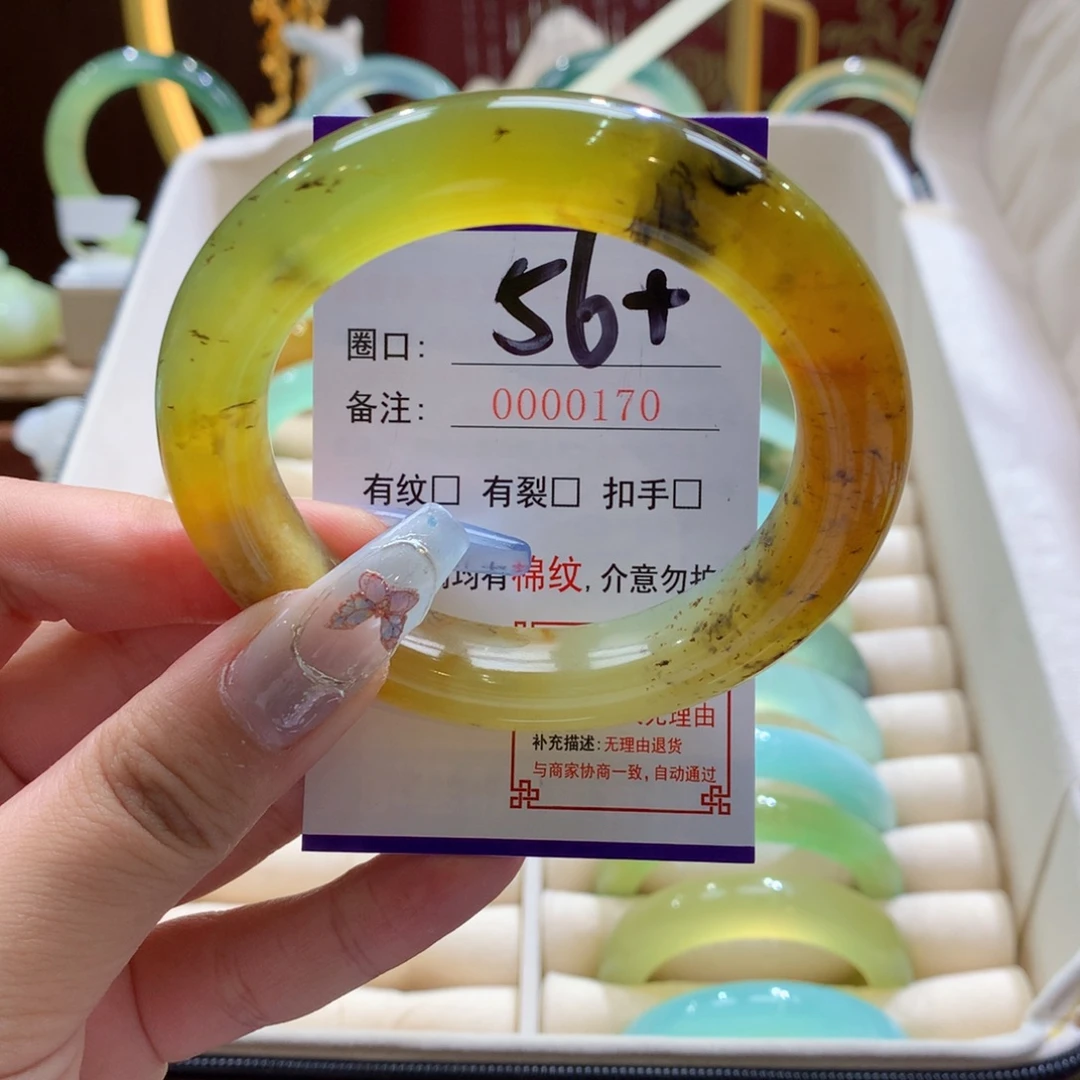 圈口: 56+
备注: 0000170
有纹□ 有裂□ 扣手□
均有棉纹, 介意勿拍
无理由
补充描述: 无理由退货
与商家协商一致, 自动通过